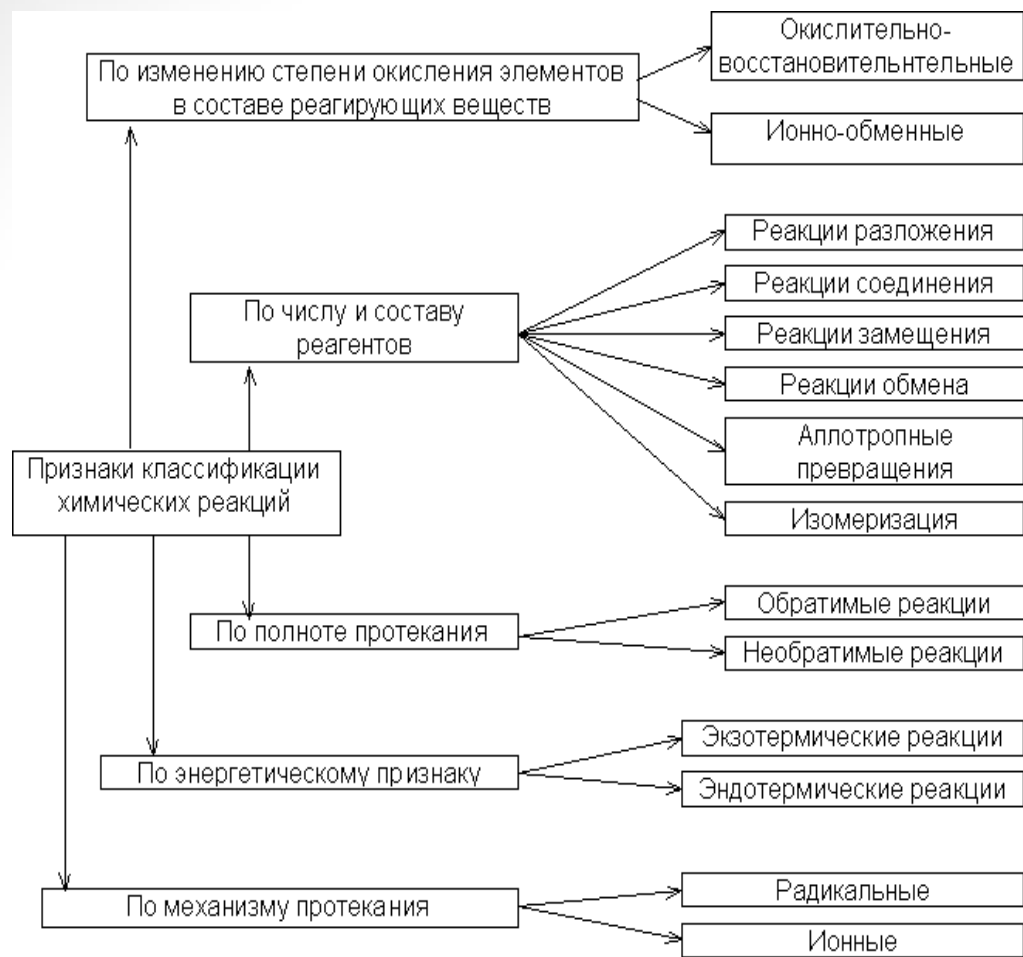 По изменению степени окисления элементов
в составе реагирующих веществ
Окислительно-
восстановительнтельные
Ионно-обменные
По числу и составу
реагентов
Реакции разложения
Реакции соединения
Реакции замещения
Реакции обмена
Аллотропные
превращения
Изомеризация
Признаки классификации
химических реакций
По полноте протекания
Обратимые реакции
Необратимые реакции
По энергетическому признаку
Экзотермические реакции
Эндотермические реакции
По механизму протекания
Радикальные
Ионные